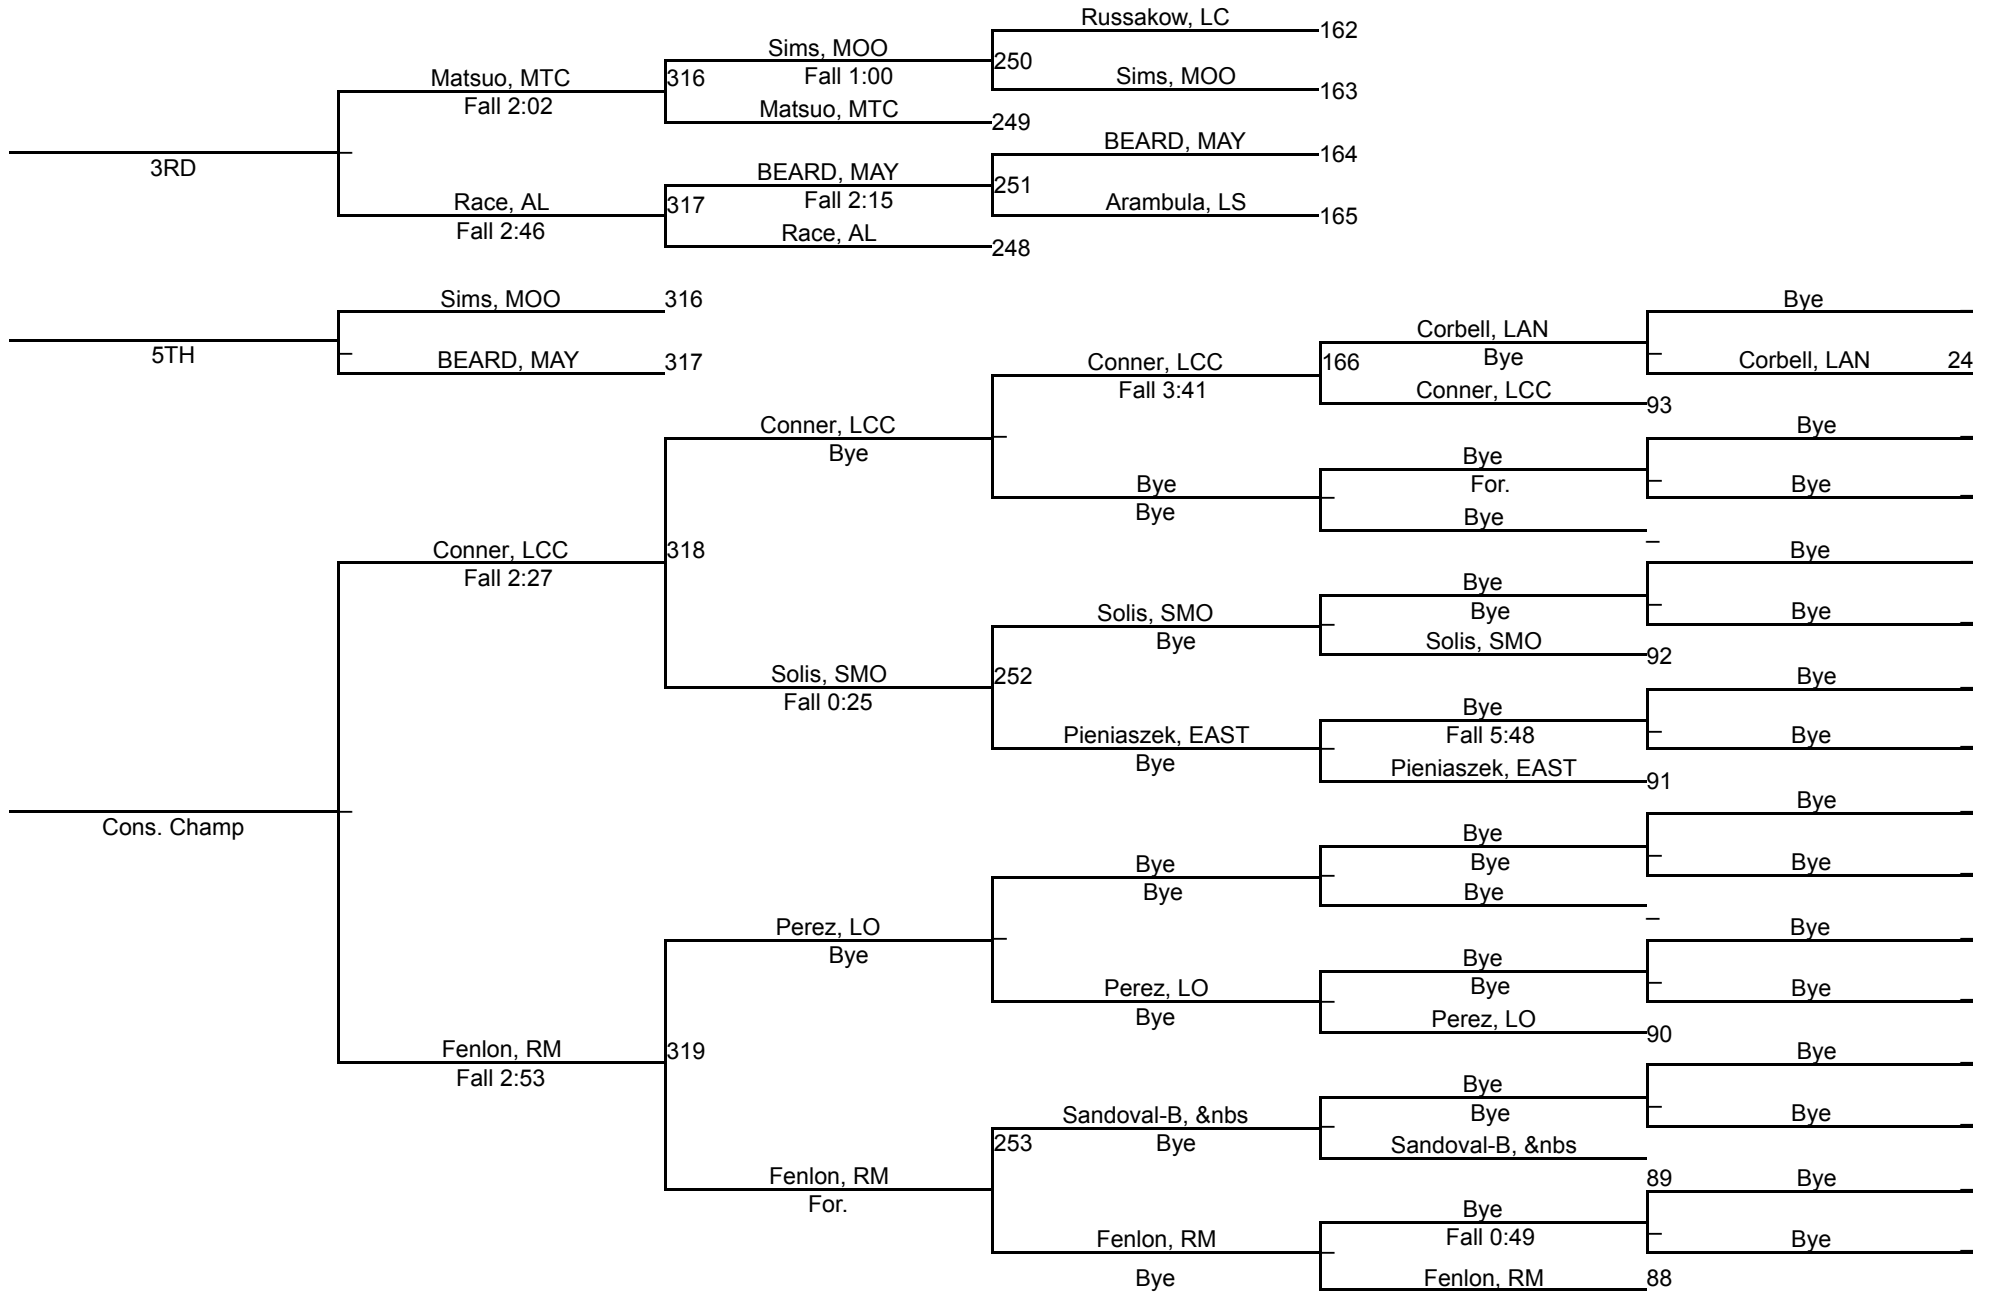 Russakow, LC
162
Sims, MOO
250
Matsuo, MTC
316
Fall 1:00
Sims, MOO
163
Fall 2:02
Matsuo, MTC
249
BEARD, MAY
164
3RD
BEARD, MAY
251
Race, AL
317
Fall 2:15
Arambula, LS
165
Fall 2:46
Race, AL
248
Sims, MOO
316
Bye
5TH
BEARD, MAY
317
Corbell, LAN
Conner, LCC
166
Bye
Corbell, LAN
24
Fall 3:41
Conner, LCC
93
Conner, LCC
Bye
Bye
Bye
Bye
For.
Bye
Bye
Bye
Bye
Conner, LCC
318
Bye
Fall 2:27
Bye
Solis, SMO
Bye
Bye
Bye
Solis, SMO
92
Solis, SMO
252
Bye
Fall 0:25
Bye
Pieniaszek, EAST
Fall 5:48
Bye
Bye
Pieniaszek, EAST
91
Cons. Champ
Bye
Bye
Bye
Bye
Bye
Bye
Bye
Perez, LO
Bye
Bye
Bye
Perez, LO
Bye
Bye
Bye
Perez, LO
90
Fenlon, RM
319
Bye
Fall 2:53
Bye
Sandoval-B, &nbs
Bye
Bye
253
Bye
Sandoval-B, &nbs
89
Fenlon, RM
Bye
For.
Bye
Fenlon, RM
Fall 0:49
Bye
Bye
Fenlon, RM
88